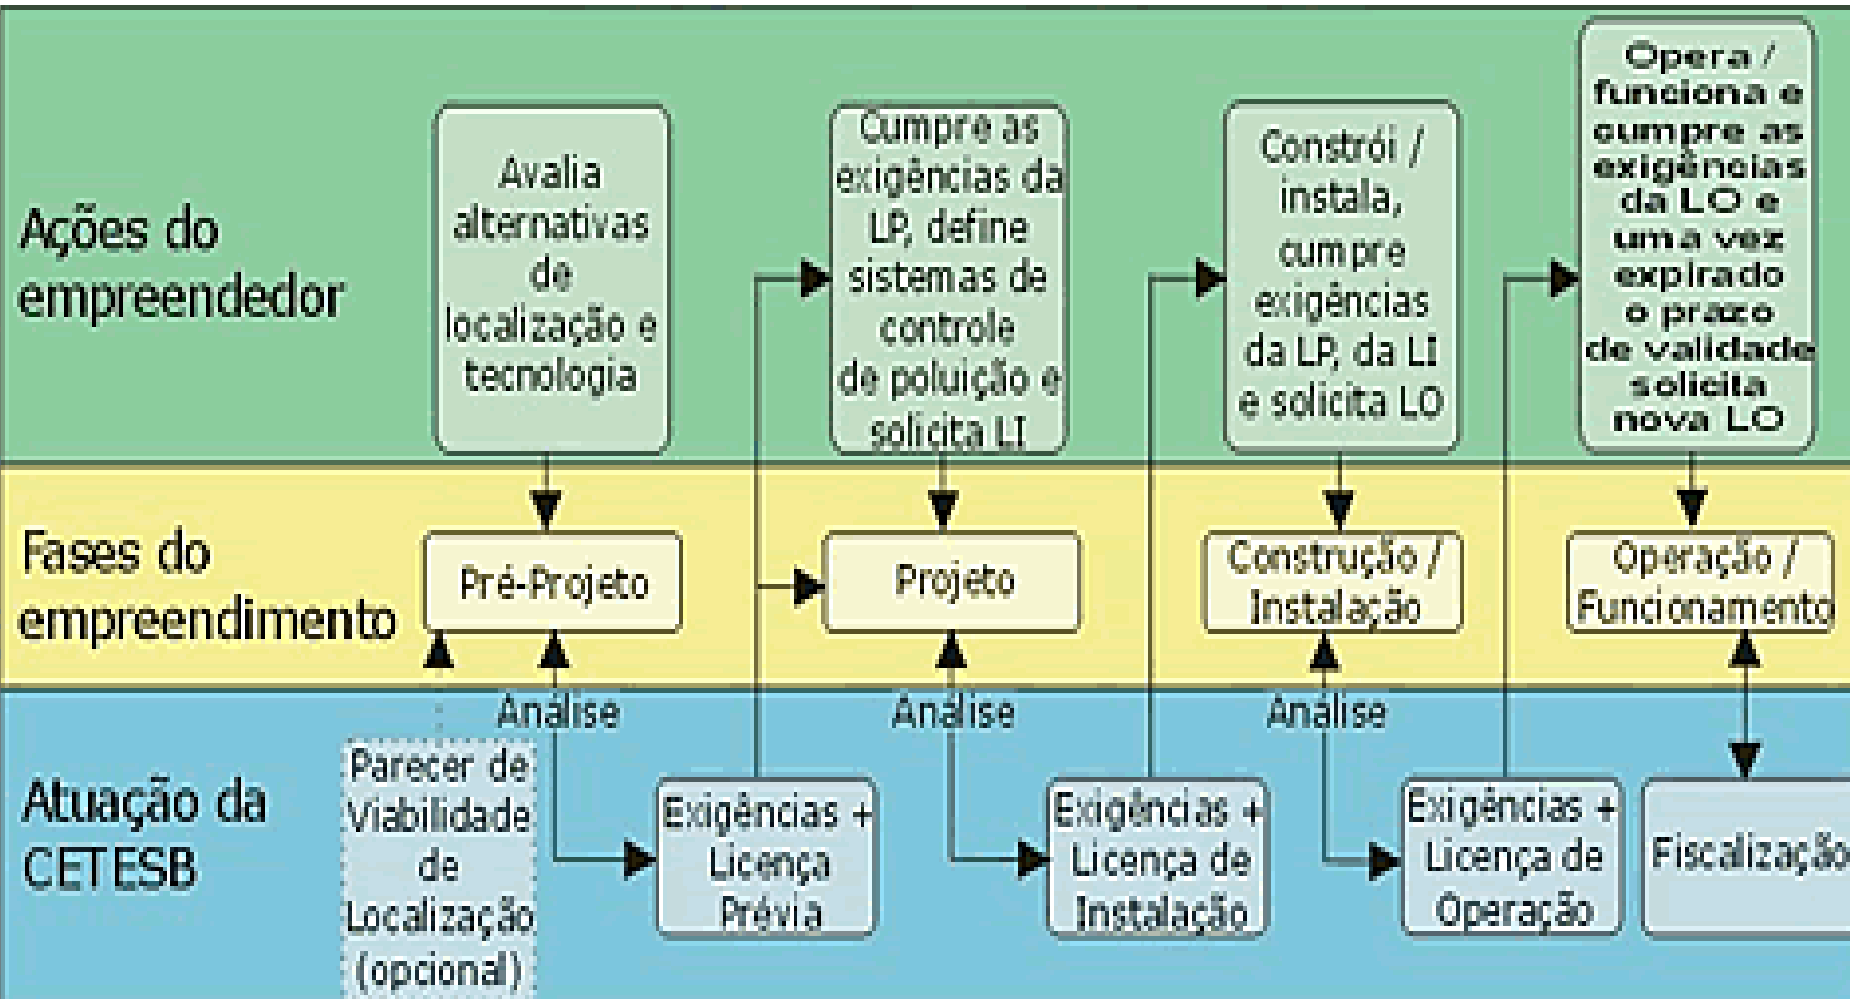 Ações do
empreendedor
Avalia
alternativas
de
localização e
tecnologia
Cumpre as
exigências da
LP, define
sistemas de
controle
de poluição e
solicita LI
Constrói /
instala,
cumpre
exigências
da LP, da LI
e solicita LO
Opera /
funciona e
cumpre as
exigências
da LO e
uma vez
expirado
o prazo
de validade
solicita
nova LO
Fases do
empreendimento
Pré-Projeto
Projeto
Construção /
Instalação
Operação /
Funcionamento
Análise
Análise
Análise
Atuação da
CETESB
Parecer de
Viabilidade
de
Localização
(opcional)
Exigências +
Licença
Prévia
Exigências +
Licença de
Instalação
Exigências +
Licença de
Operação
Fiscalização